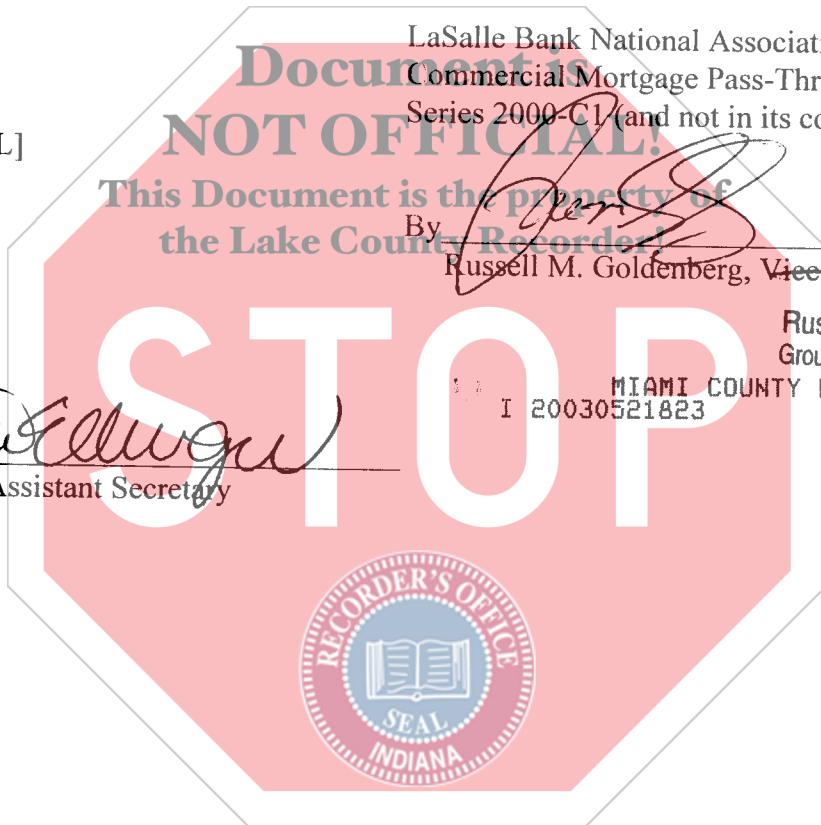 LaSalle Bank National Associat
Document is
Commercial Mortgage Pass-Thr
Series 2000-C1 (and not in its co
NOT OFFICIAL!
L]
This Document is the property of
By
the Lake County Recorder!
Russell M. Goldenberg, Vice
Rus
Grou
STOP
MIAMI COUNTY
I 20030521823
Assistant Secretary
RECORDER'S OFFICE
SEAL
INDIANA